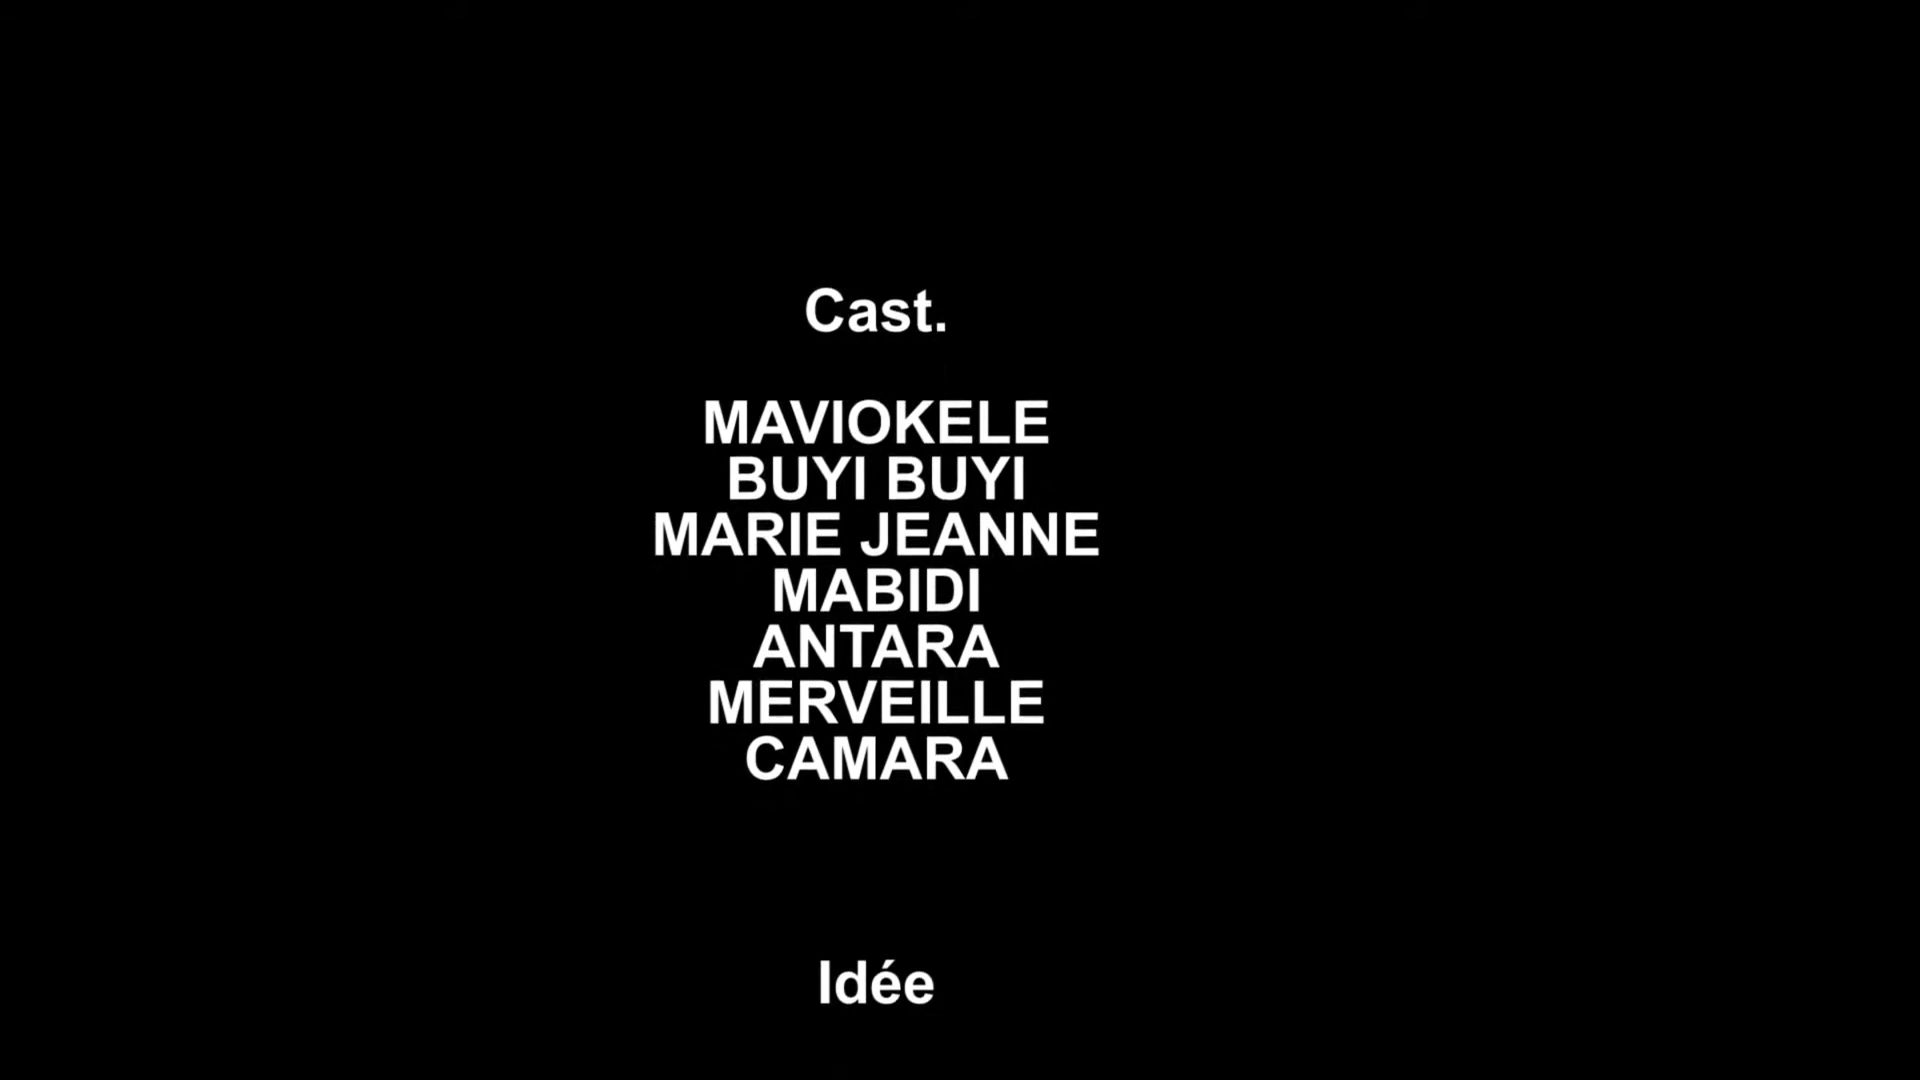 Cast.
MAVIOKELE
BUYI BUYI
MARIE JEANNE
MABIDI
ANTARA
MERVEILLE
CAMARA
Idée